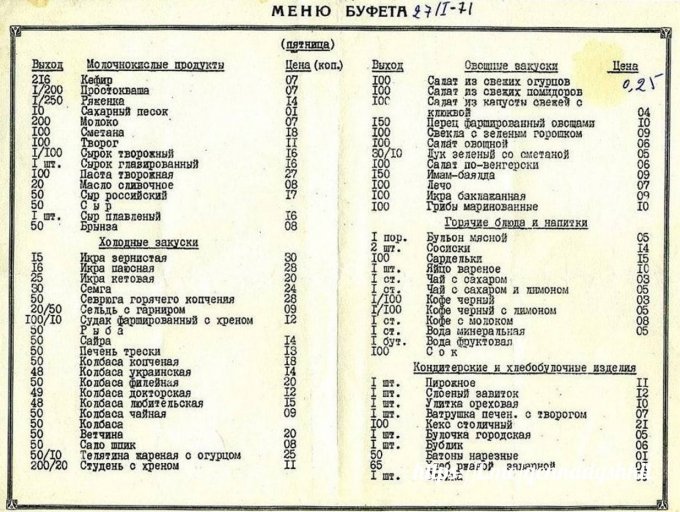 МЕНЮ БУФЕТА 27/I-71
(пятница)
Выход Молочнокислые продукты Цена (коп.)
2I6 Кефир 07
I/200 Простокваша 07
I/250 Ряженка I4
I0 Сахарный песок 0I
200 Молоко 07
I00 Сметана I8
I00 Творог II
I/I00 Сырок творожный I6
I шт. Сырок глазированный I6
I00 Паста творожная 27
20 Масло сливочное 08
50 Сыр российский I7
50 Сыр
I шт. Сыр плавленый I6
50 Брынза 08
Холодные закуски
I5 Икра зернистая 30
I6 Икра паюсная 28
25 Икра кетовая 20
30 Семга 24
50 Севрюга горячего копчения 28
20/50 Сельдь с гарниром 09
I00/I0 Судак фаршированный с хреном I2
50 Рыба
50 Сайра I4
50 Печень трески I3
50 Колбаса копченая I8
48 Колбаса украинская I4
50 Колбаса филейная 20
49 Колбаса докторская I2
48 Колбаса любительская I5
50 Колбаса чайная 09
50 Колбаса
50 Ветчина 20
50 Сало шпик 08
50/I0 Телятина жареная с огурцом 25
200/20 Студень с хреном II
Выход Овощные закуски Цена
I00 Салат из свежих огурцов 0,25
I00 Салат из свежих помидоров
I00 Салат из капусты свежей с
клюквой 04
I50 Перец фаршированный овощами I0
I00 Свекла с зеленым горошком 09
I00 Салат овощной 06
30/I0 Лук зеленый со сметаной 05
I00 Салат по-венгерски 06
I50 Имам-баялда 09
I00 Лечо 07
I00 Икра баклажанная 09
I00 Грибы маринованные I0
Горячие блюда и напитки
I пор. Бульон мясной 05
2 шт. Сосиски I4
I00 Сардельки I5
I шт. Яйцо вареное I0
I ст. Чай с сахаром 03
I ст. Чай с сахаром и лимоном 05
I/I00 Кофе черный 03
I/I00 Кофе черный с лимоном 05
I ст. Кофе с молоком 08
I ст. Вода минеральная 05
I бут. Вода фруктовая
I00 Сок
Кондитерские и хлебобулочные изделия
I шт. Пирожное II
I шт. Слоеный завиток I2
I шт. Улитка ореховая I0
I шт. Ватрушка печен. с творогом 07
I00 Кекс столичный 2I
I шт. Булочка городская 05
I шт. Бублик 06
50 Батоны нарезные 0I
65 Хлеб ржаной заварной 0I
I шт.